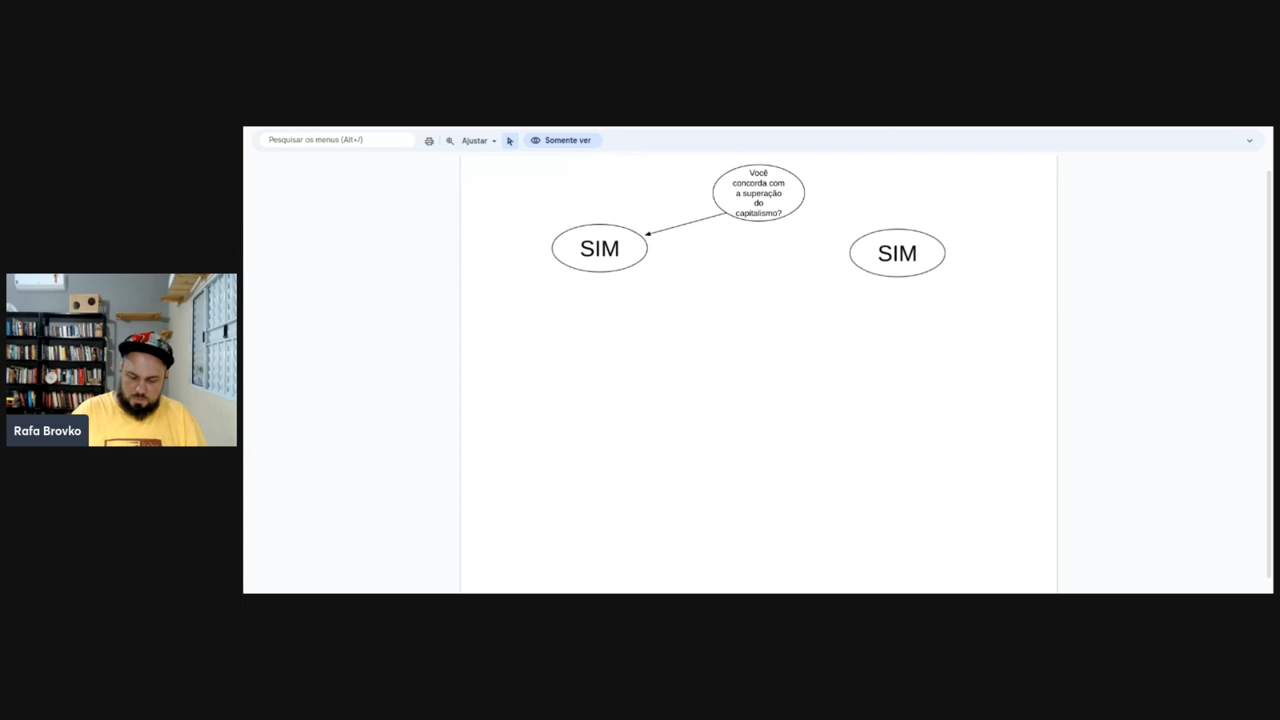 Pesquisar os menus (Alt+/)
Ajustar
Somente ver
Você
concorda com
a superação
do
capitalismo?
SIM
SIM
Rafa Brovko